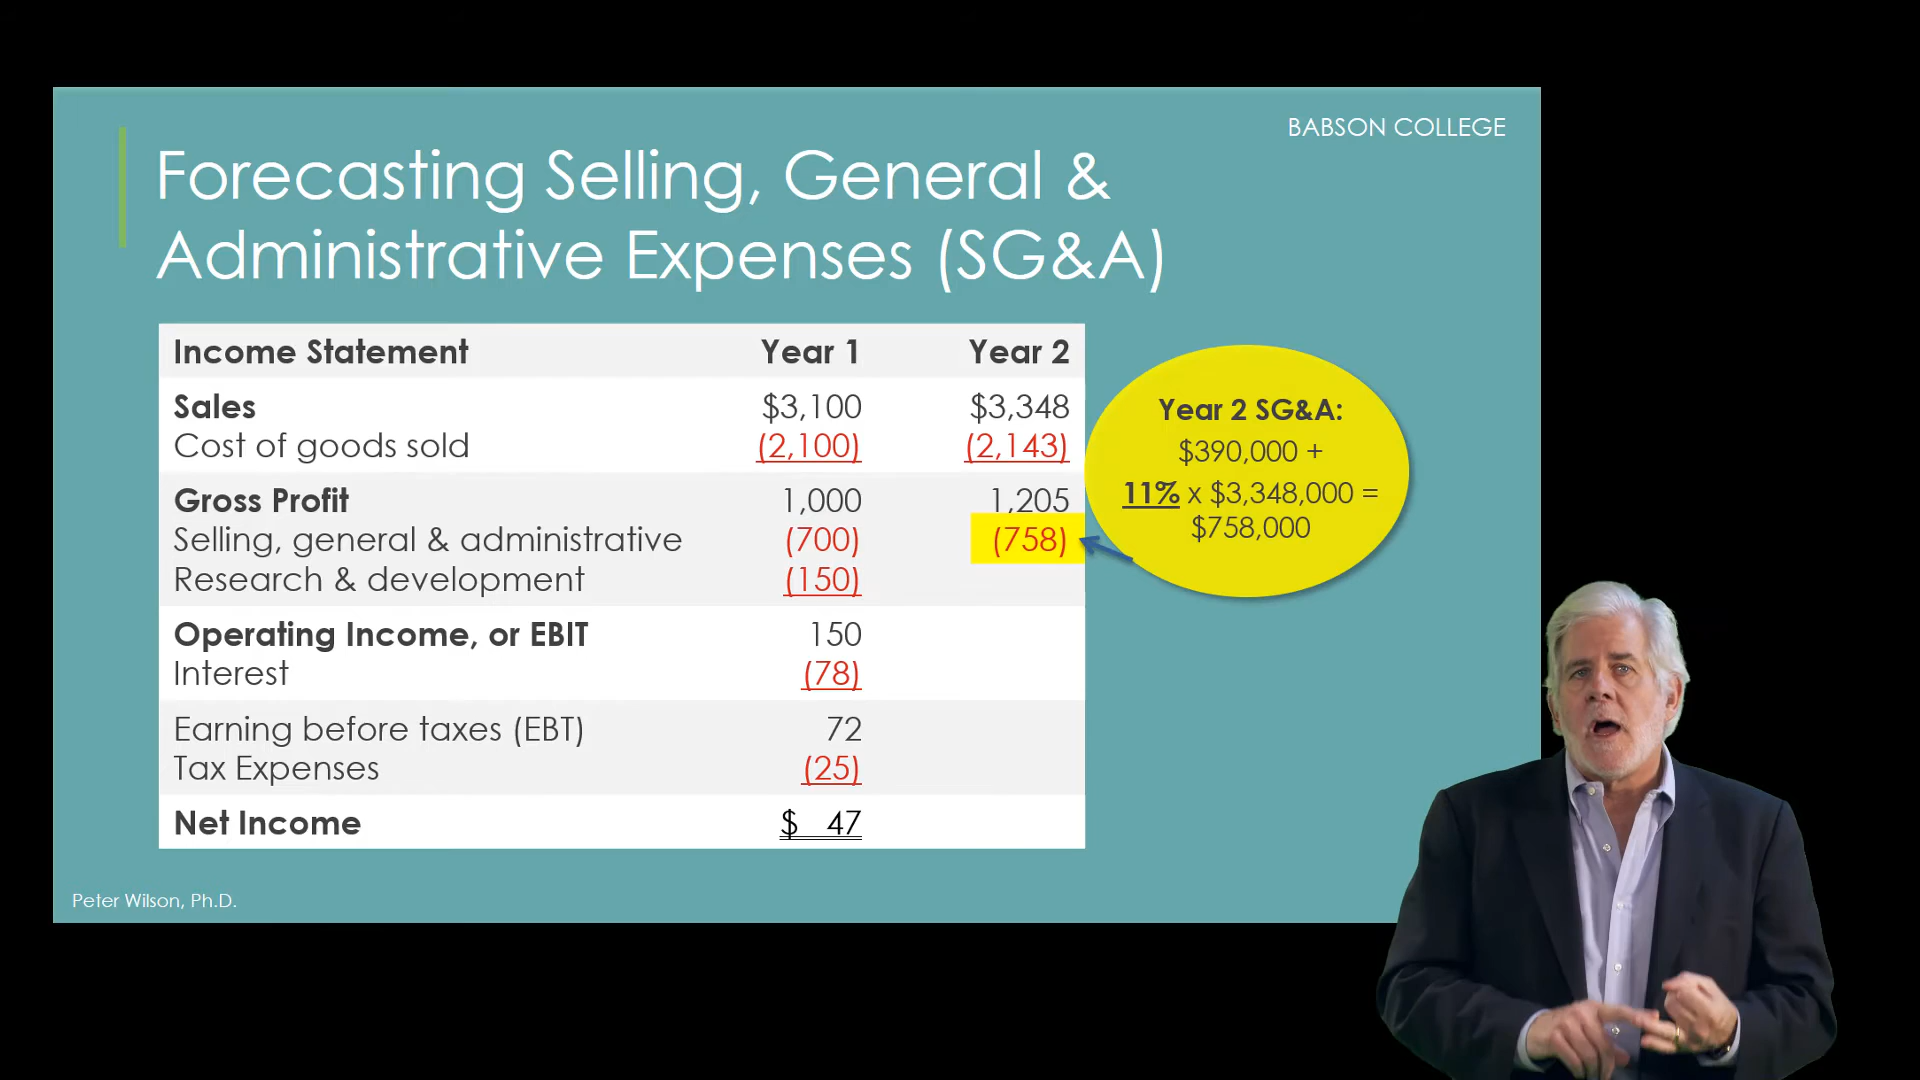 BABSON COLLEGE
Forecasting Selling, General &
Administrative Expenses (SG&A)
Income Statement Year 1 Year 2
Sales $3,100 $3,348
Cost of goods sold (2,100) (2,143)
Gross Profit 1,000 1,205
Selling, general & administrative (700) (758)
Research & development (150)
Operating Income, or EBIT 150
Interest (78)
Earning before taxes (EBT) 72
Tax Expenses (25)
Net Income $ 47
Year 2 SG&A:
$390,000 +
11% x $3,348,000 =
$758,000
Peter Wilson, Ph.D.